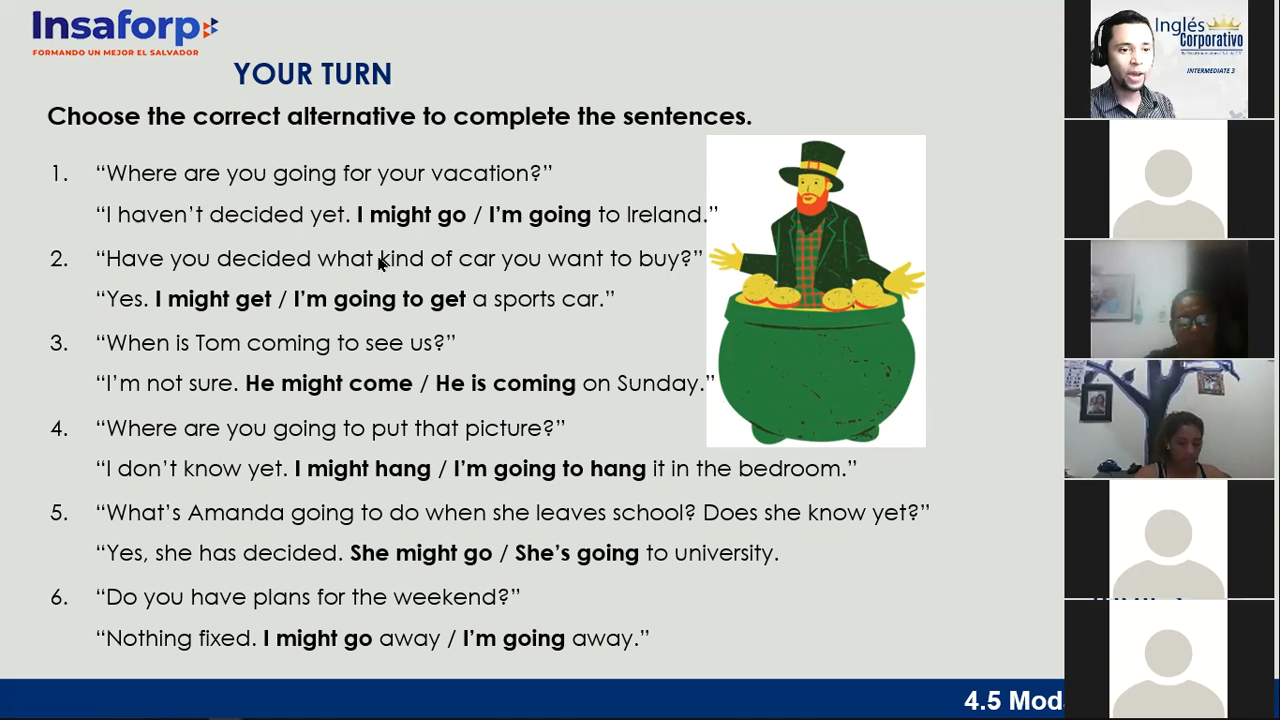 Insaforp
FORMANDO UN MEJOR EL SALVADOR
YOUR TURN
Choose the correct alternative to complete the sentences.
1. “Where are you going for your vacation?”
“I haven’t decided yet. I might go / I’m going to Ireland.”
2. “Have you decided what kind of car you want to buy?”
“Yes. I might get / I’m going to get a sports car.”
3. “When is Tom coming to see us?”
“I’m not sure. He might come / He is coming on Sunday.”
4. “Where are you going to put that picture?”
“I don’t know yet. I might hang / I’m going to hang it in the bedroom.”
5. “What’s Amanda going to do when she leaves school? Does she know yet?”
“Yes, she has decided. She might go / She’s going to university.
6. “Do you have plans for the weekend?”
“Nothing fixed. I might go away / I’m going away.”
4.5 Mod
Inglés
Corporativo
INTERMEDIATE 3